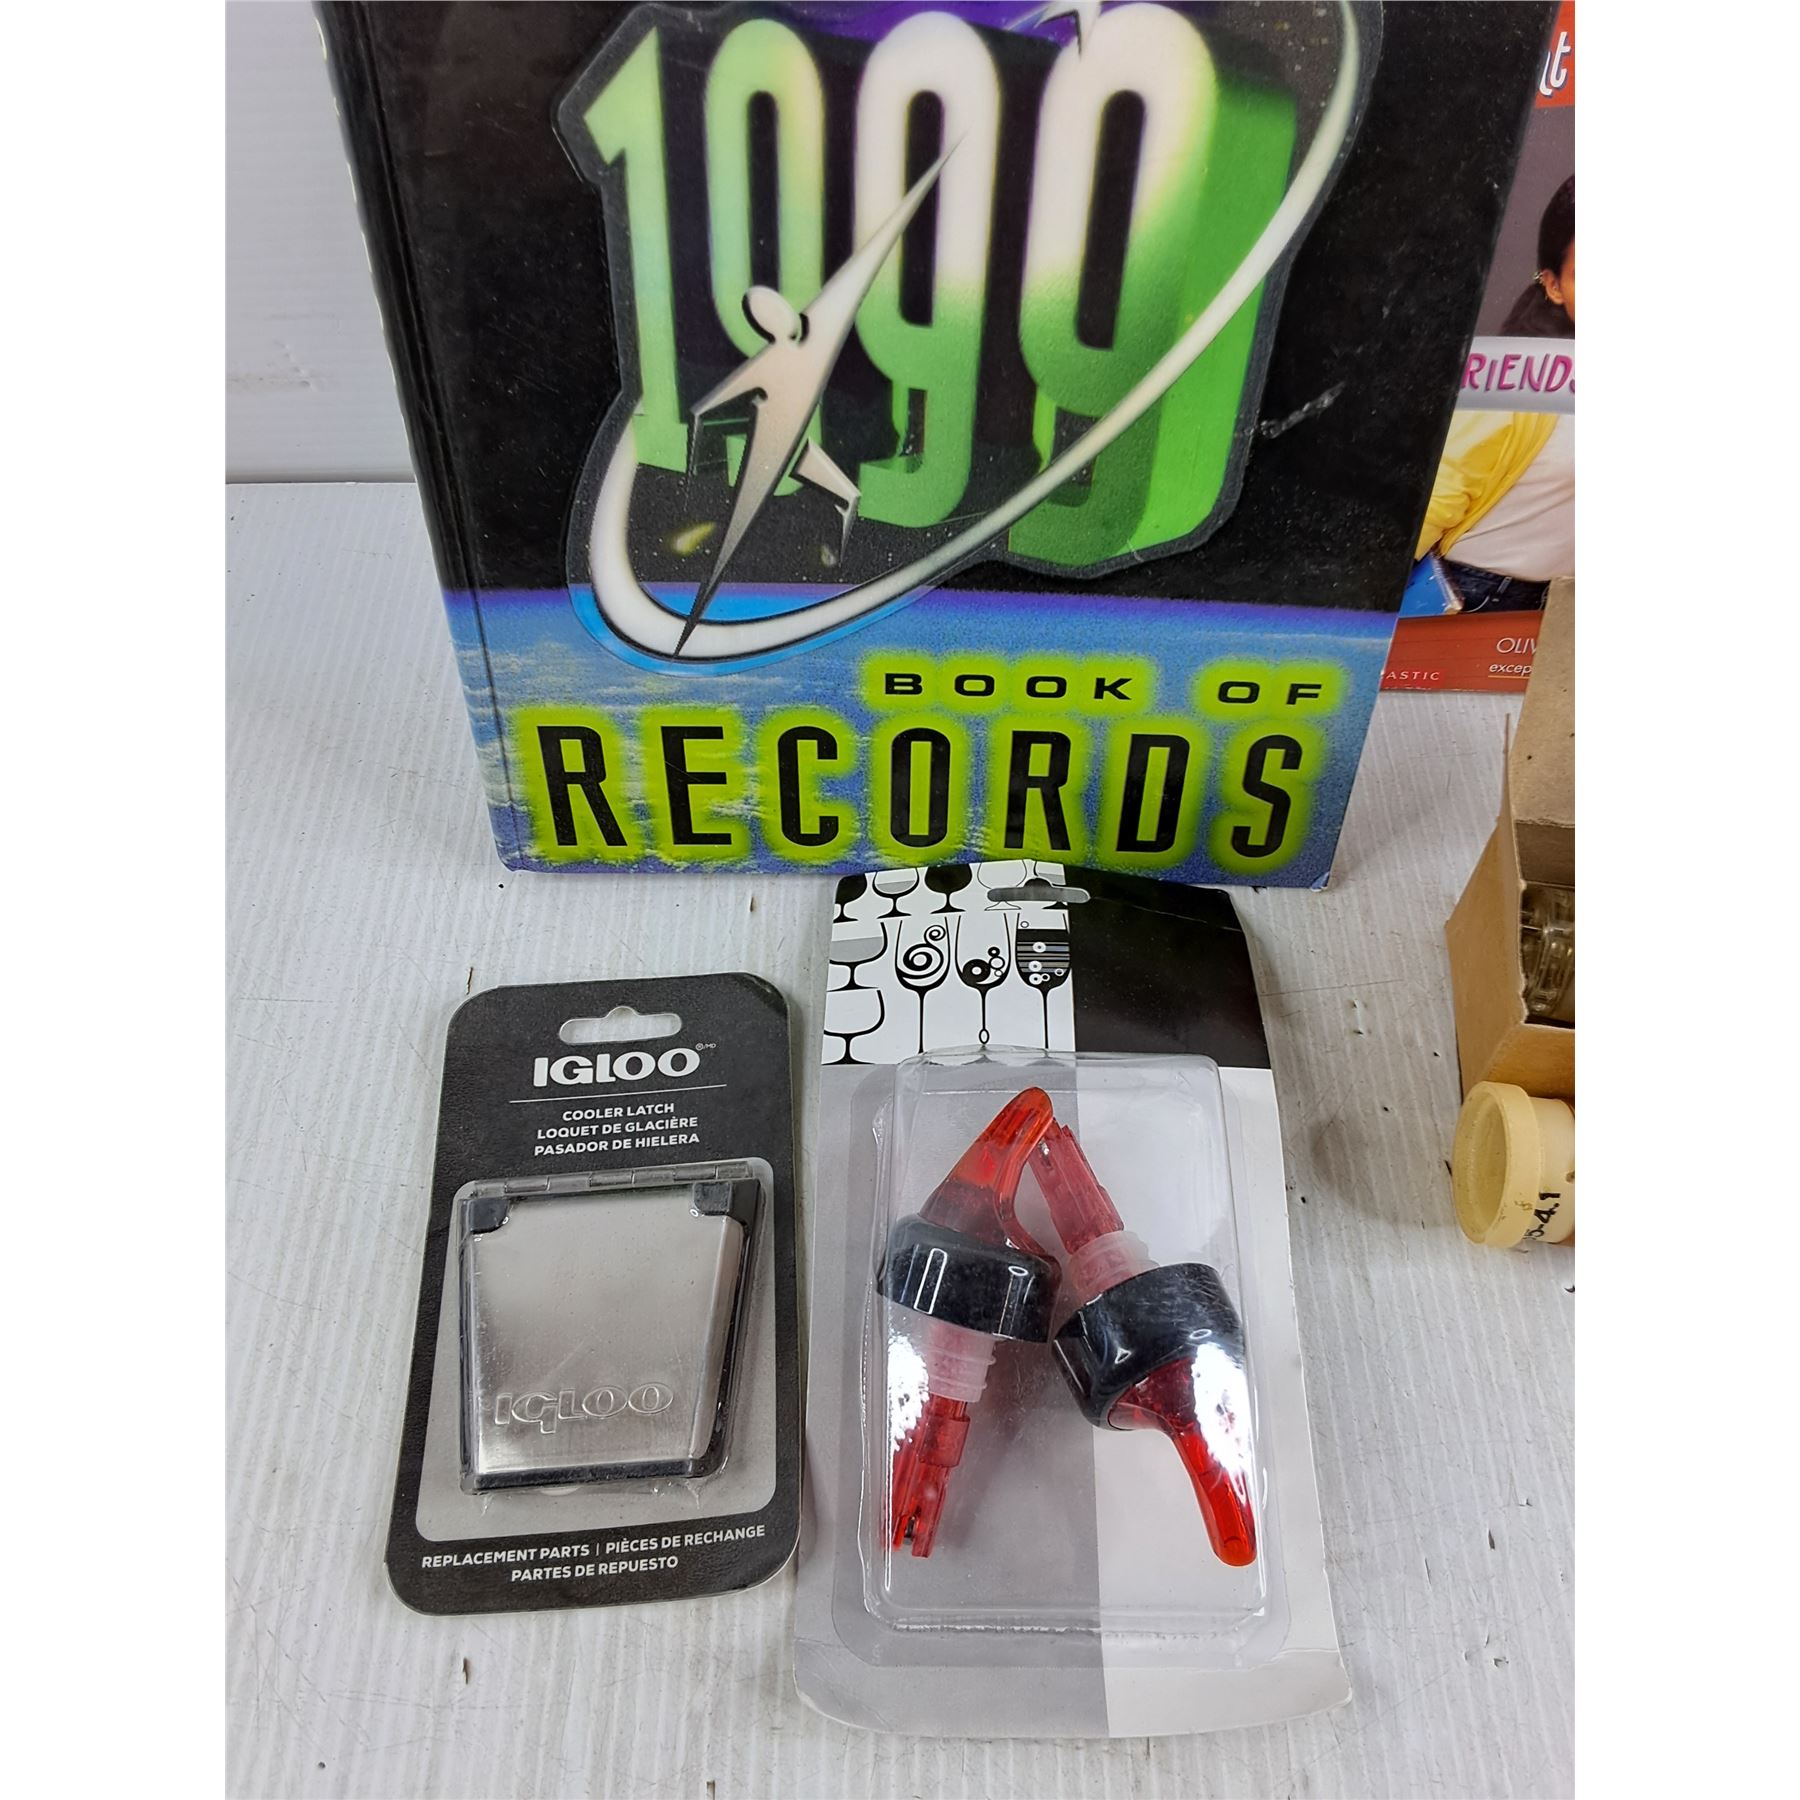 1999
BOOK OF
RECORDS
RIENDS
OLIV
excep
ASTIC
IGLOO ®/MD
COOLER LATCH
LOQUET DE GLACIÈRE
PASADOR DE HIELERA
IGLOO
REPLACEMENT PARTS | PIÈCES DE RECHANGE
PARTES DE REPUESTO